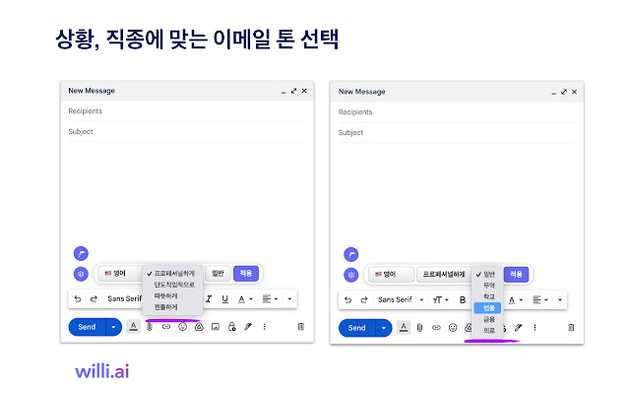 상황, 직종에 맞는 이메일 톤 선택
New Message
Recipients
Subject
영어
✓ 프로페셔널하게
단도직입적으로
따뜻하게
젠틀하게
일반
적용
Sans Serif
I U A
Send
A
New Message
Recipients
Subject
영어
프로페셔널하게
✓ 일반
무역
학교
법률
금융
의료
적용
Sans Serif
B
A
Send
A
willi.ai